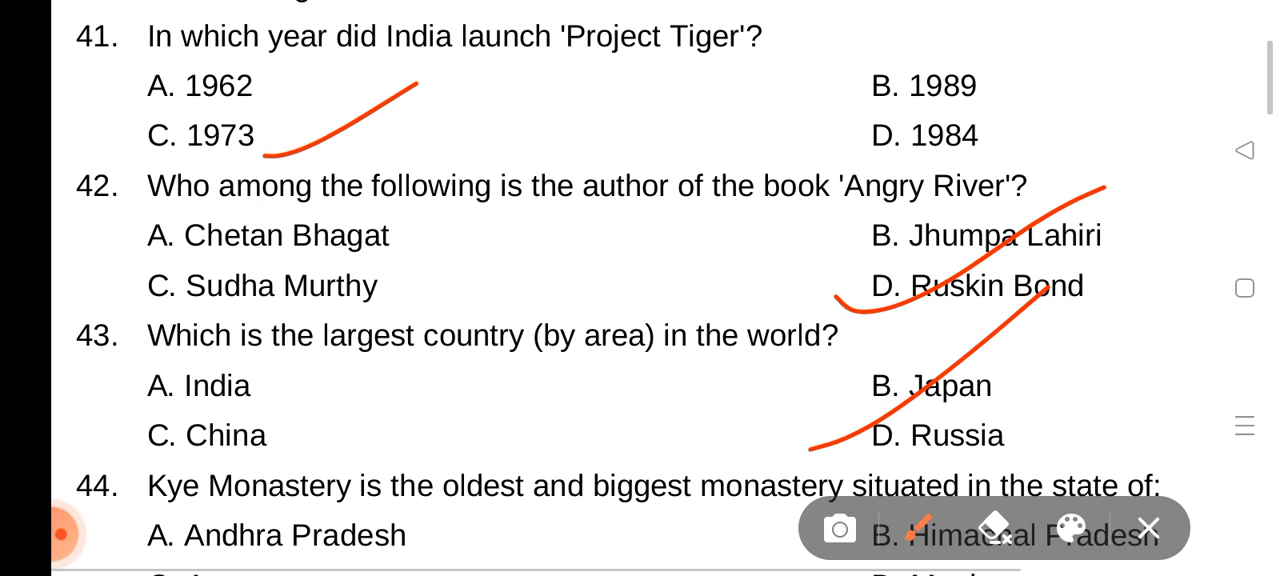 41. In which year did India launch 'Project Tiger'?
A. 1962 B. 1989
C. 1973 D. 1984
42. Who among the following is the author of the book 'Angry River'?
A. Chetan Bhagat B. Jhumpa Lahiri
C. Sudha Murthy D. Ruskin Bond
43. Which is the largest country (by area) in the world?
A. India B. Japan
C. China D. Russia
44. Kye Monastery is the oldest and biggest monastery situated in the state of:
A. Andhra Pradesh B. Himachal Pradesh